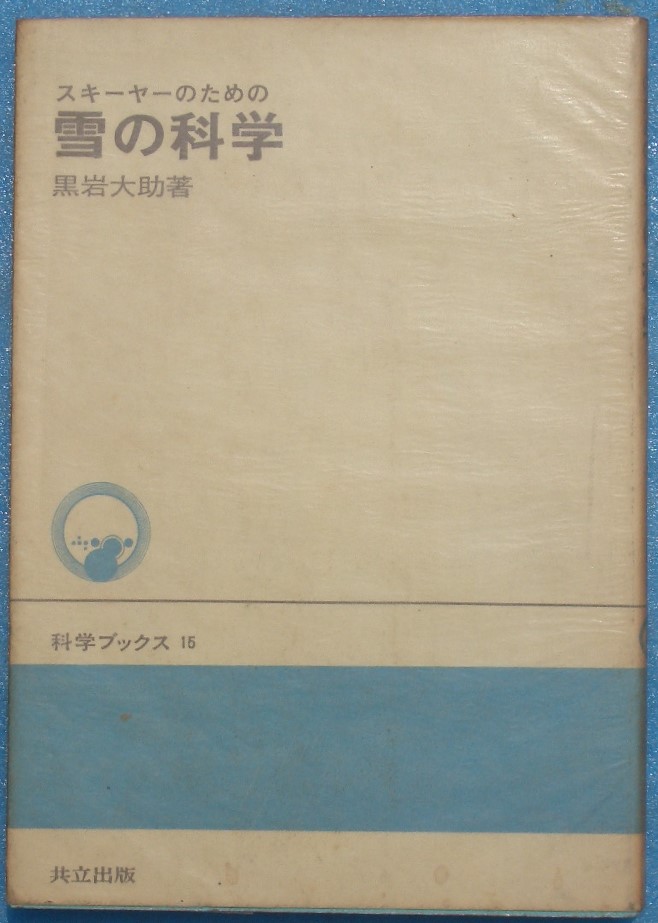 スキーヤーのための
雪の科学
黒岩大助著
科学ブックス 15
共立出版